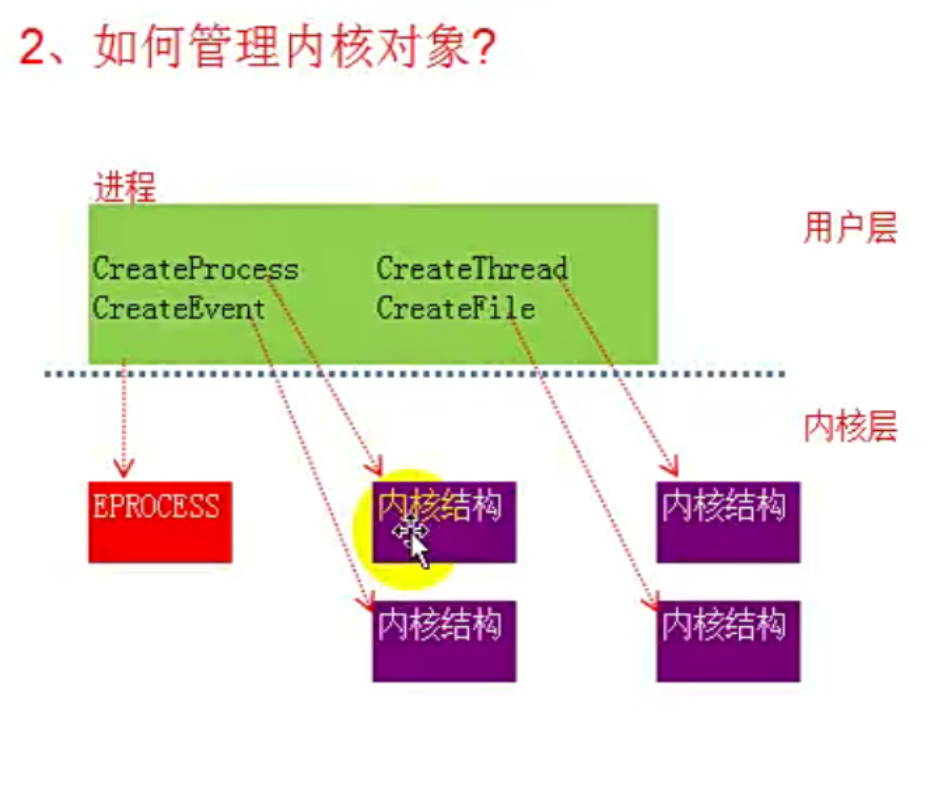 2、如何管理内核对象?
进程
用户层
CreateProcess CreateThread
CreateEvent CreateFile
内核层
EPROCESS 内核结构 内核结构
内核结构 内核结构